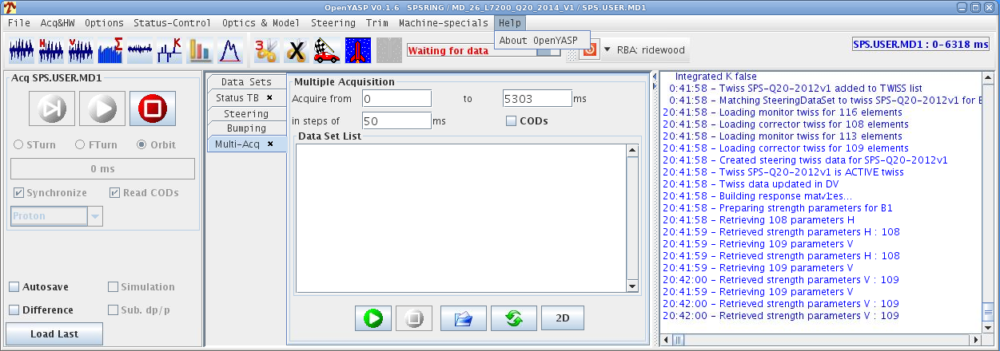 OpenYASP V0.1.6 SPSRING / MD_26_L7200_Q20_2014_V1 / SPS.USER.MD1
File Acq&HW Views Options Status-Control Optics & Model Steering Trim Machine-specials Help
About OpenYASP
H V Σ K 3 X
Waiting for data
RBA: ridewood
SPS.USER.MD1 : 0-6318 ms
Acq SPS.USER.MD1
STurn FTurn Orbit
0 ms
Synchronize Read CODs
Proton
Autosave Simulation
Difference Sub. dp/p
Load Last
Data Sets
Status TB ×
Steering
Bumping
Multi-Acq ×
Multiple Acquisition
Acquire from 0 to 5303 ms
in steps of 50 ms CODs
Data Set List
2D
Integrated K false
0:41:58 - Twiss SPS-Q20-2012v1 added to TWISS list
0:41:58 - Matching SteeringDataSet to twiss SPS-Q20-2012v1 for
20:41:58 - Loading monitor twiss for 116 elements
20:41:58 - Loading corrector twiss for 108 elements
20:41:58 - Loading monitor twiss for 113 elements
20:41:58 - Loading corrector twiss for 109 elements
20:41:58 - Created steering twiss data for SPS-Q20-2012v1
20:41:58 - Twiss SPS-Q20-2012v1 is ACTIVE twiss
20:41:58 - Twiss data updated in DV
20:41:58 - Building response
20:41:58 - Preparing strength parameters for B1
20:41:58 - Retrieving 108 parameters H
20:41:59 - Retrieved strength parameters H : 108
20:41:59 - Retrieving 109 parameters V
20:41:59 - Retrieved strength parameters H : 108
20:41:59 - Retrieving 109 parameters V
20:42:00 - Retrieved strength parameters V : 109
20:41:59 - Retrieving 109 parameters V
20:42:00 - Retrieved strength parameters V : 109
20:42:00 - Retrieved strength parameters V : 109